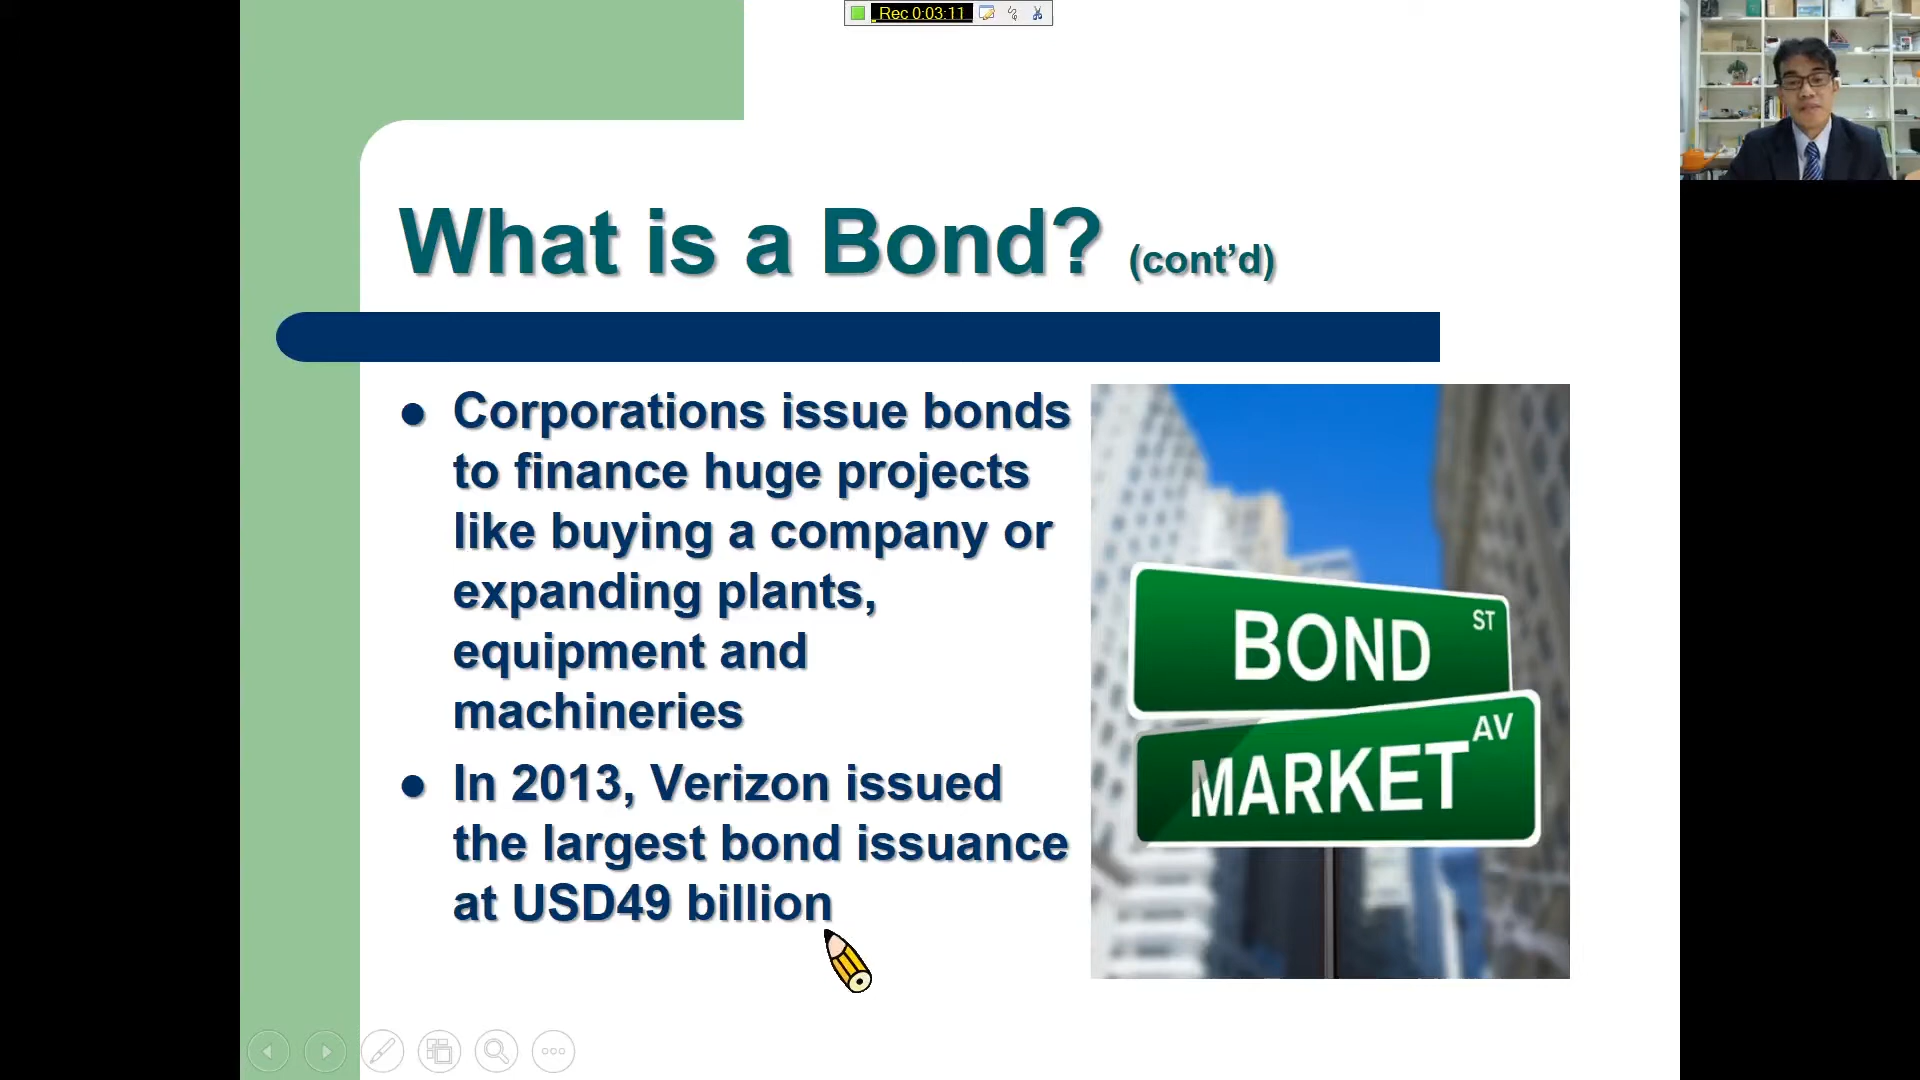 Rec 0:03:11
What is a Bond? (cont’d)
Corporations issue bonds
to finance huge projects
like buying a company or
expanding plants,
equipment and
machineries
In 2013, Verizon issued
the largest bond issuance
at USD49 billion
BOND ST
MARKET AV